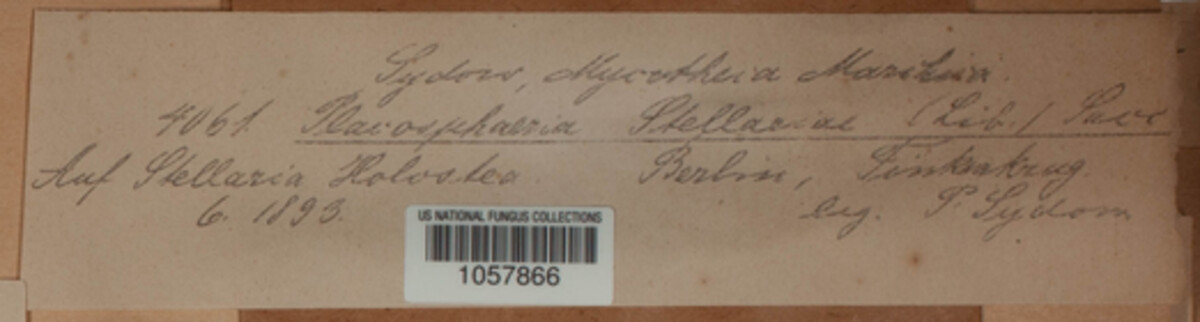 Sydow, Mycotheca Marchica.
4061. Placosphaeria Stellariae (Lib.) Sacc
Auf Stellaria Holostea. Berlin, Finkenkrug.
6. 1893. leg. P. Sydow
US NATIONAL FUNGUS COLLECTIONS
1057866